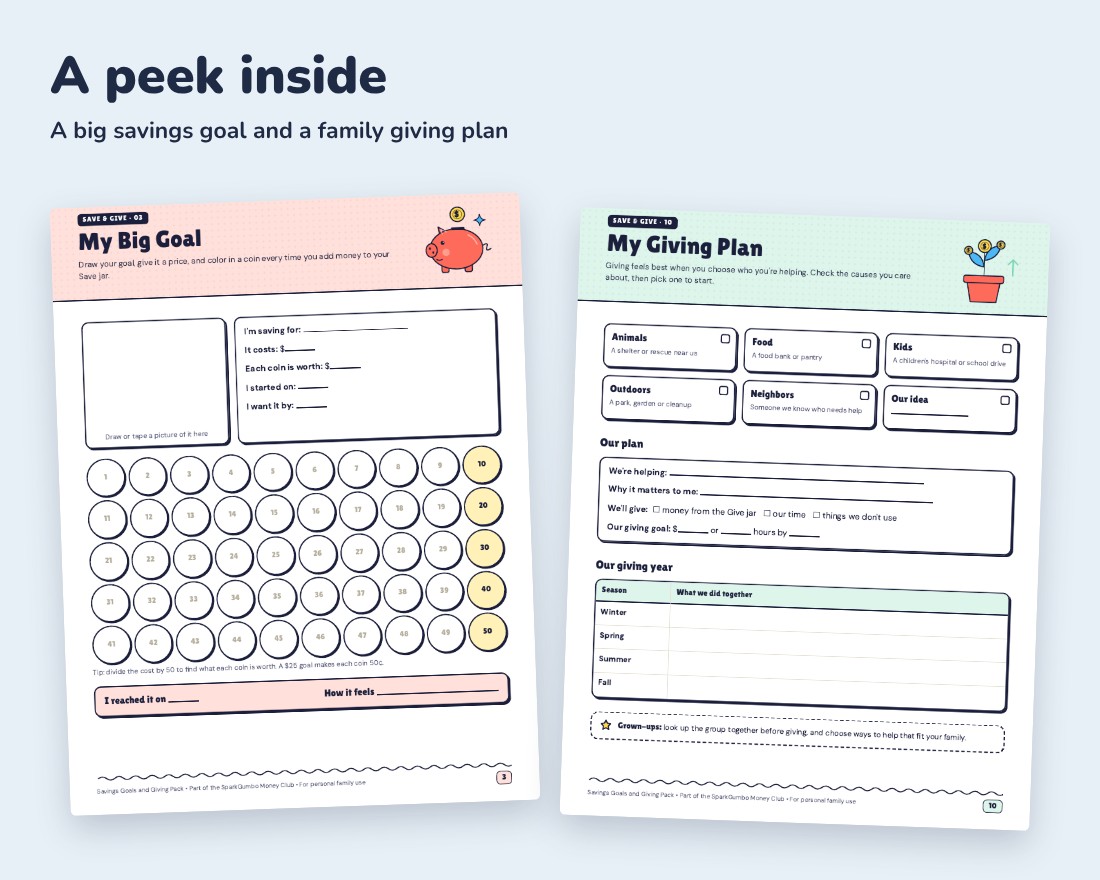 A peek inside
A big savings goal and a family giving plan
SAVE & GIVE · 03
My Big Goal
Draw your goal, give it a price, and color in a coin every time you add money to your
Save jar.
$
Draw or tape a picture of it here
I'm saving for:
It costs: $
Each coin is worth: $
I started on:
I want it by:
1 2 3 4 5 6 7 8 9 10
11 12 13 14 15 16 17 18 19 20
21 22 23 24 25 26 27 28 29 30
31 32 33 34 35 36 37 38 39 40
41 42 43 44 45 46 47 48 49 50
Tip: divide the cost by 50 to find what each coin is worth. A $25 goal makes each coin 50c.
I reached it on How it feels
Savings Goals and Giving Pack • Part of the SparkGumbo Money Club • For personal family use
3
SAVE & GIVE · 10
My Giving Plan
Giving feels best when you choose who you're helping. Check the causes you care
about, then pick one to start.
$ $ $
Animals
A shelter or rescue near us
Food
A food bank or pantry
Kids
A children's hospital or school drive
Outdoors
A park, garden or cleanup
Neighbors
Someone we know who needs help
Our idea
Our plan
We're helping:
Why it matters to me:
We'll give: ☐ money from the Give jar ☐ our time ☐ things we don't use
Our giving goal: $ or hours by
Our giving year
Season What we did together
Winter
Spring
Summer
Fall
Grown-ups: look up the group together before giving, and choose ways to help that fit your family.
Savings Goals and Giving Pack • Part of the SparkGumbo Money Club • For personal family use
10